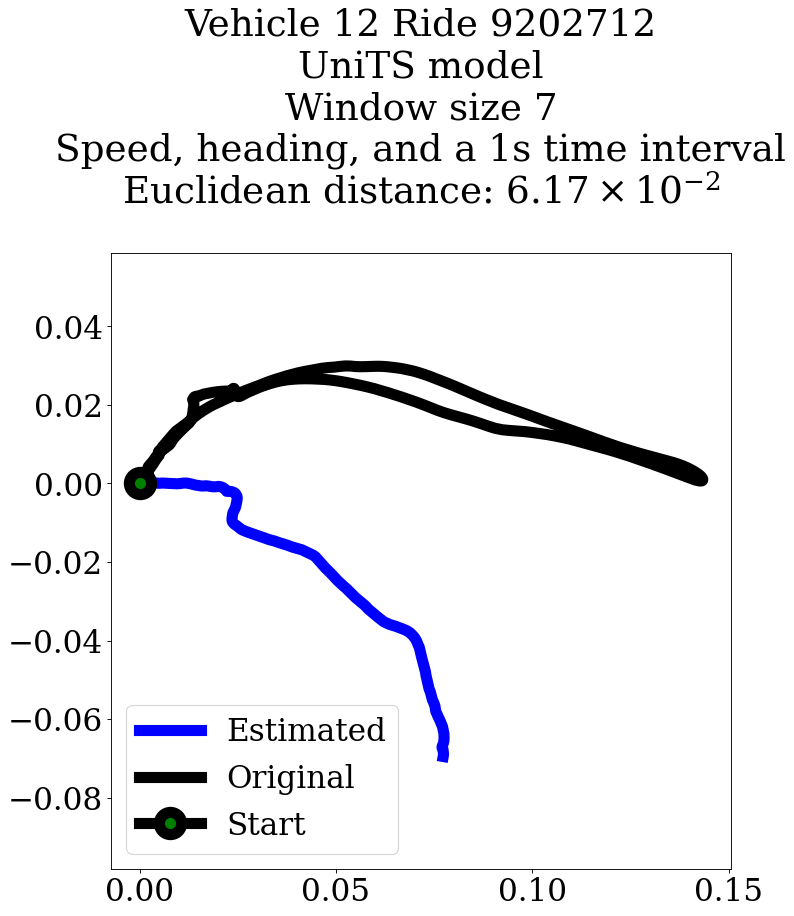 Vehicle 12 Ride 9202712
UniTS model
Window size 7
Speed, heading, and a 1s time interval
Euclidean distance: 6.17 × 10⁻²
0.04
0.02
0.00
−0.02
−0.04
−0.06
−0.08
Estimated
Original
Start
0.00 0.05 0.10 0.15